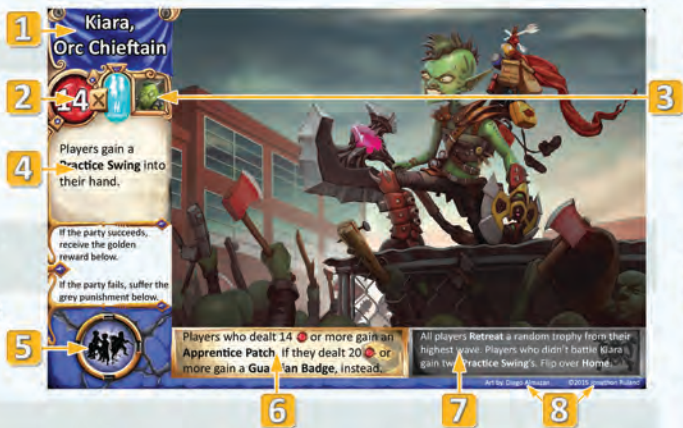 1
Kiara,
Orc Chieftain
2
14
3
4
Players gain a
Practice Swing into
their hand.
If the party succeeds,
receive the golden
reward below.
If the party fails, suffer the
grey punishment below.
5
Players who dealt 14 or more gain an
Apprentice Patch. If they dealt 20 or
more gain a Guardian Badge, instead.
All players Retreat a random trophy from their
highest wave. Players who didn't battle Kiara
gain two Practice Swing's. Flip over Home.
Art by Diego Almazan ©2015 Jonathon Ruland
6
7
8